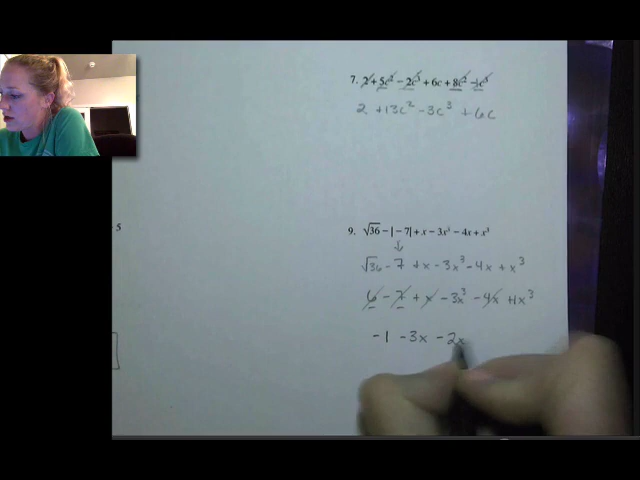 7. 2 + 5c² − 2c³ + 6c + 8c² − c³
2 + 13c² − 3c³ + 6c
5
9. √36 − |−7| + x − 3x³ − 4x + x³
√36 − 7 + x − 3x³ − 4x + x³
6 − 7 + x − 3x³ − 4x + 1x³
−1 − 3x − 2x